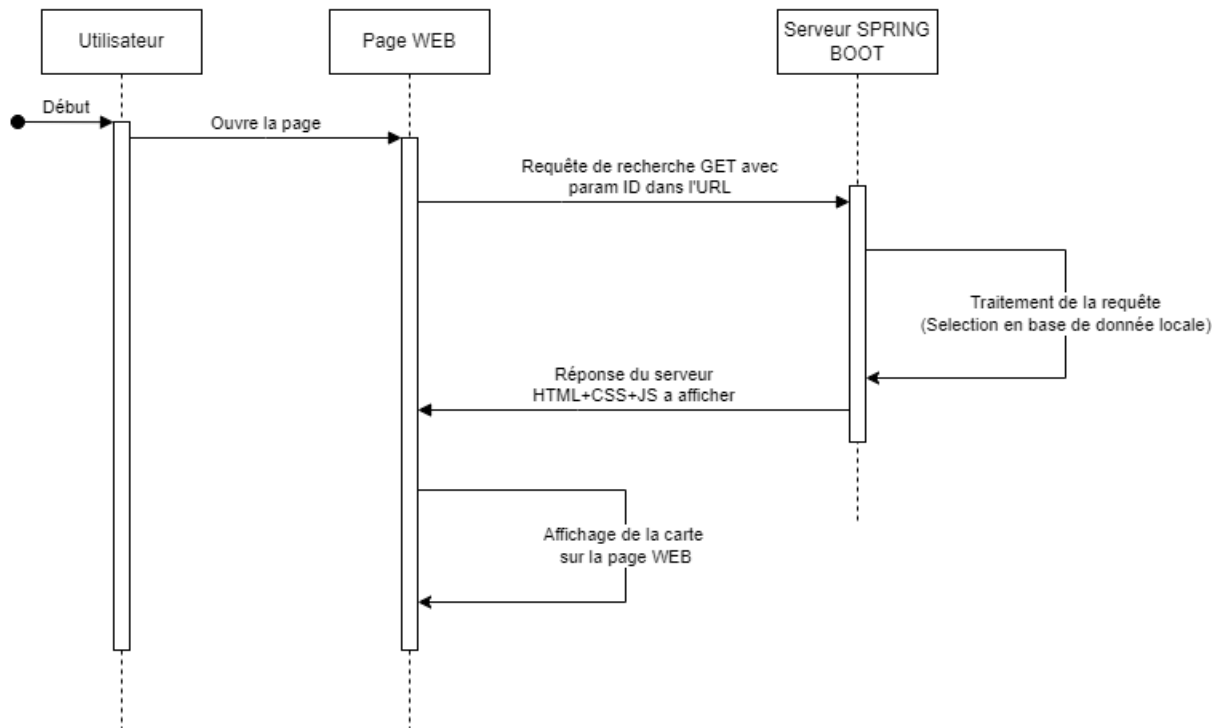 Utilisateur
Page WEB
Serveur SPRING
BOOT
Début
Ouvre la page
Requête de recherche GET avec
param ID dans l'URL
Traitement de la requête
(Selection en base de donnée locale)
Réponse du serveur
HTML+CSS+JS a afficher
Affichage de la carte
sur la page WEB